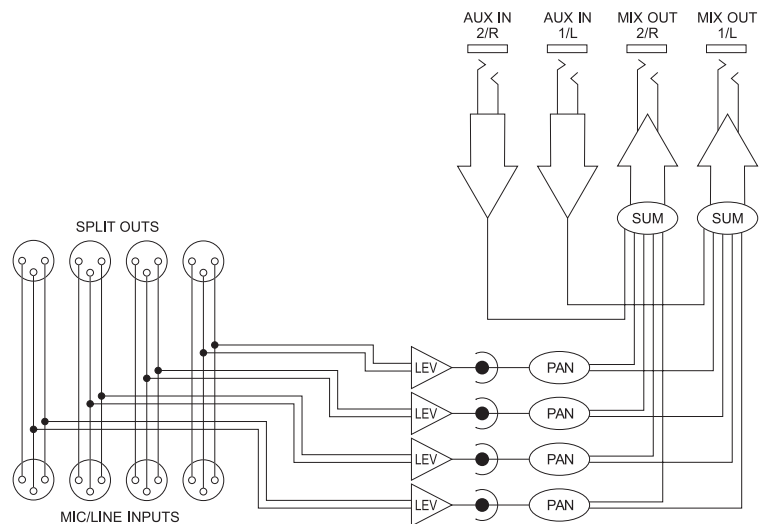 AUX IN 2/R
AUX IN 1/L
MIX OUT 2/R
MIX OUT 1/L
SUM
SUM
SPLIT OUTS
LEV
PAN
LEV
PAN
LEV
PAN
LEV
PAN
MIC/LINE INPUTS